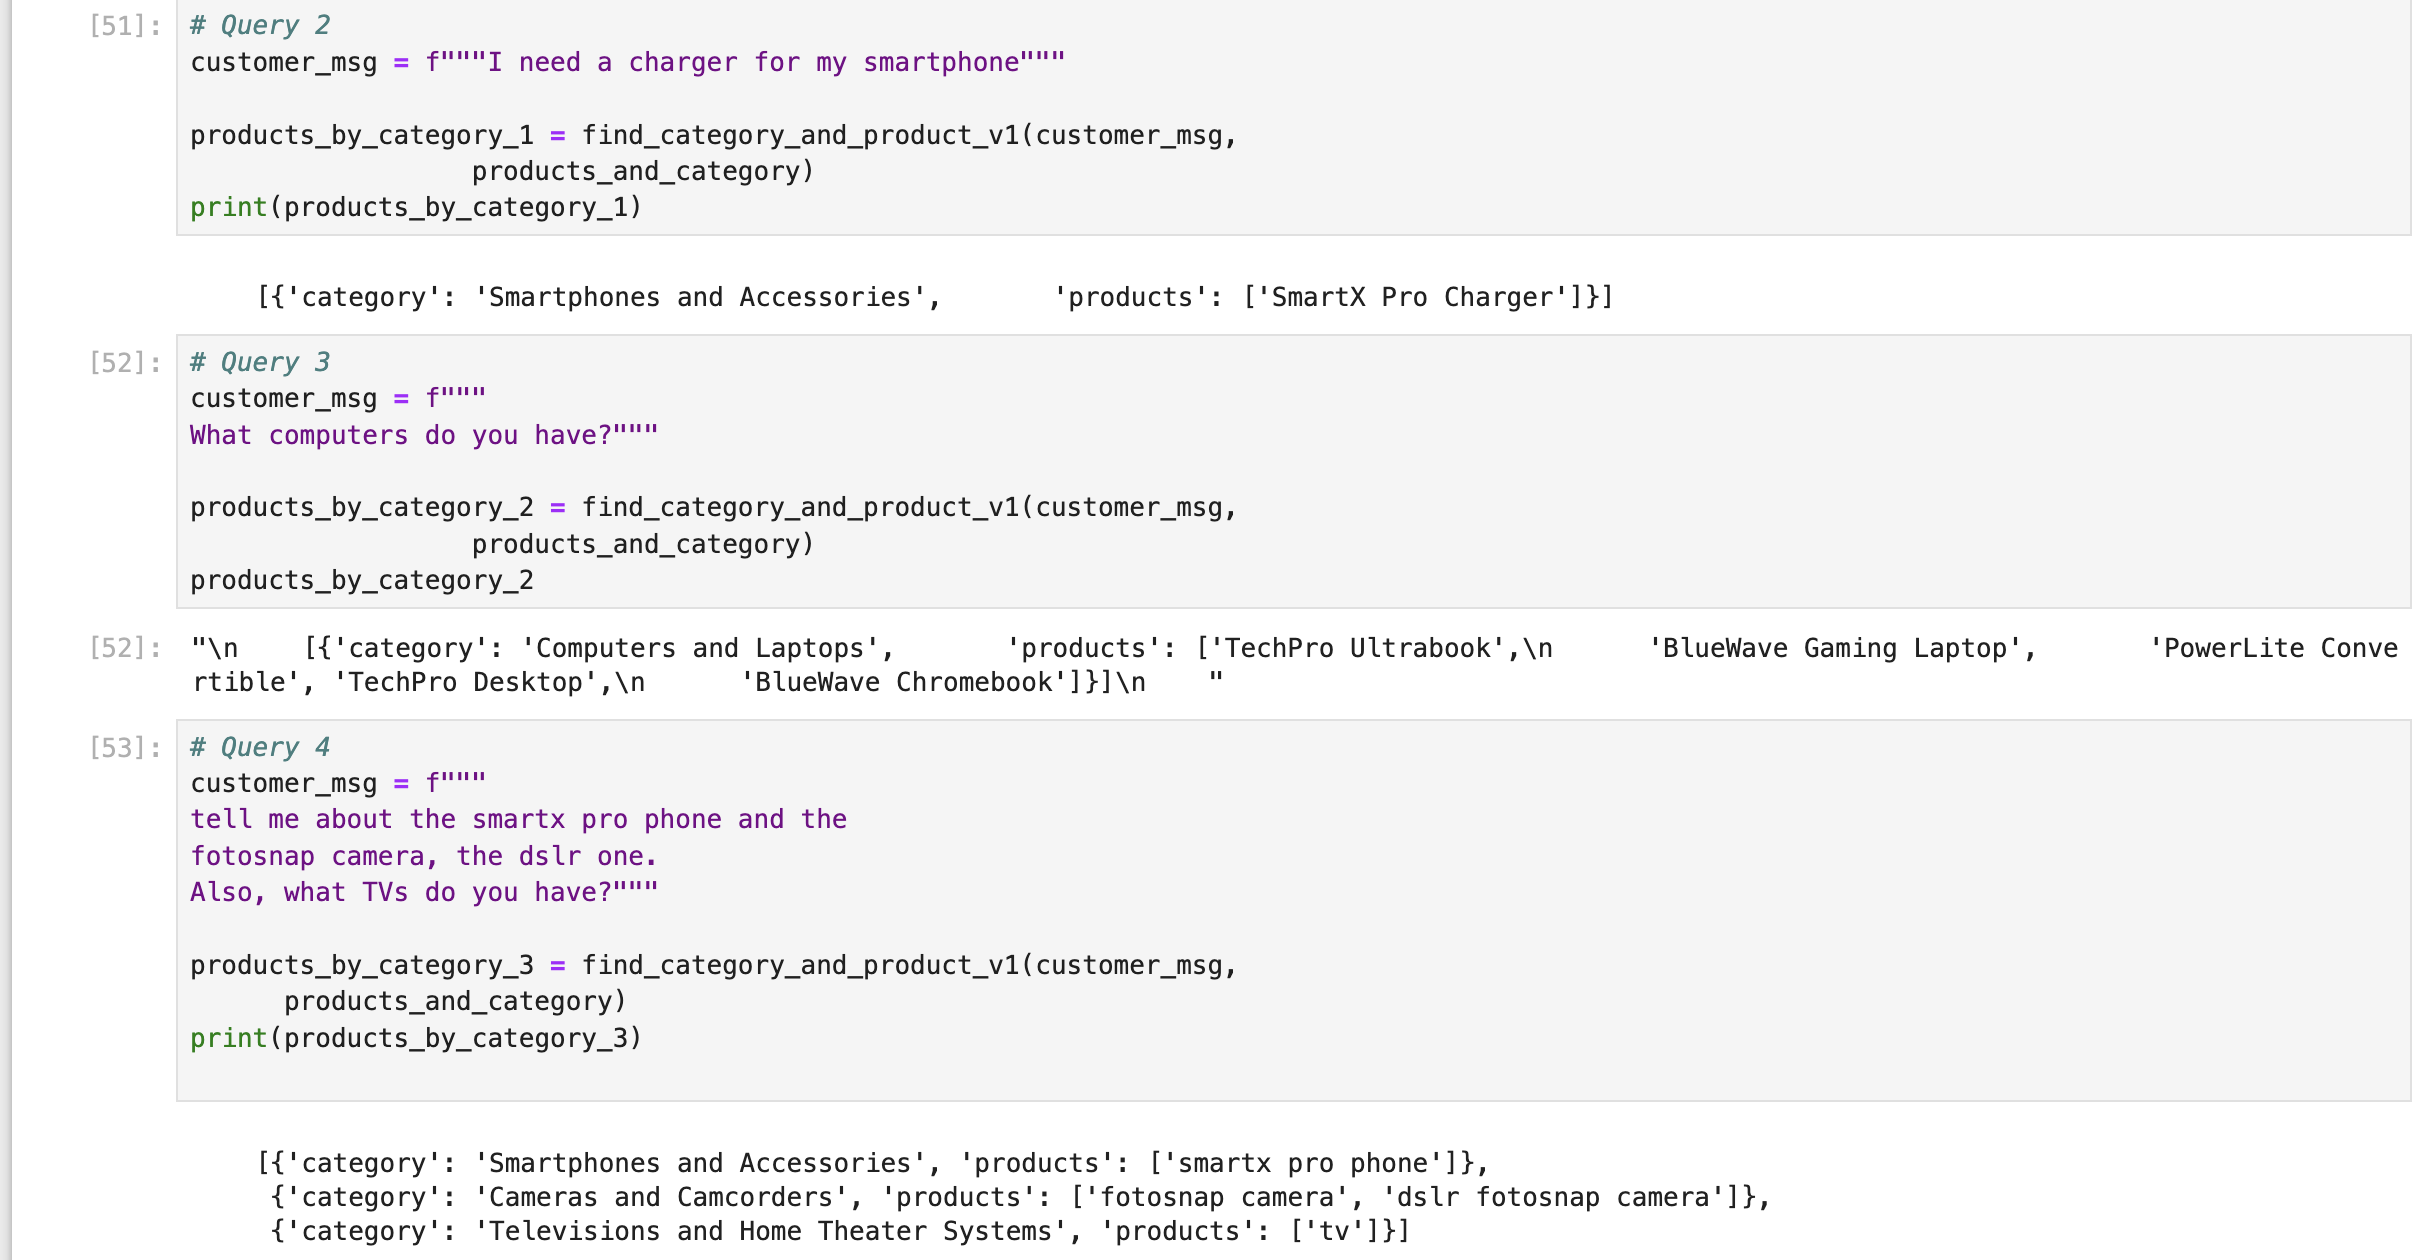 [51]: # Query 2
customer_msg = f"""I need a charger for my smartphone"""
products_by_category_1 = find_category_and_product_v1(customer_msg,
products_and_category)
print(products_by_category_1)
[{'category': 'Smartphones and Accessories',       'products': ['SmartX Pro Charger']}]
[52]: # Query 3
customer_msg = f"""
What computers do you have?"""
products_by_category_2 = find_category_and_product_v1(customer_msg,
products_and_category)
products_by_category_2
[52]: "\n    [{'category': 'Computers and Laptops',       'products': ['TechPro Ultrabook',\n      'BlueWave Gaming Laptop',       'PowerLite Conve
rtible', 'TechPro Desktop',\n      'BlueWave Chromebook']}]\n    "
[53]: # Query 4
customer_msg = f"""
tell me about the smartx pro phone and the
fotosnap camera, the dslr one.
Also, what TVs do you have?"""
products_by_category_3 = find_category_and_product_v1(customer_msg,
products_and_category)
print(products_by_category_3)
[{'category': 'Smartphones and Accessories', 'products': ['smartx pro phone']},
{'category': 'Cameras and Camcorders', 'products': ['fotosnap camera', 'dslr fotosnap camera']},
{'category': 'Televisions and Home Theater Systems', 'products': ['tv']}]